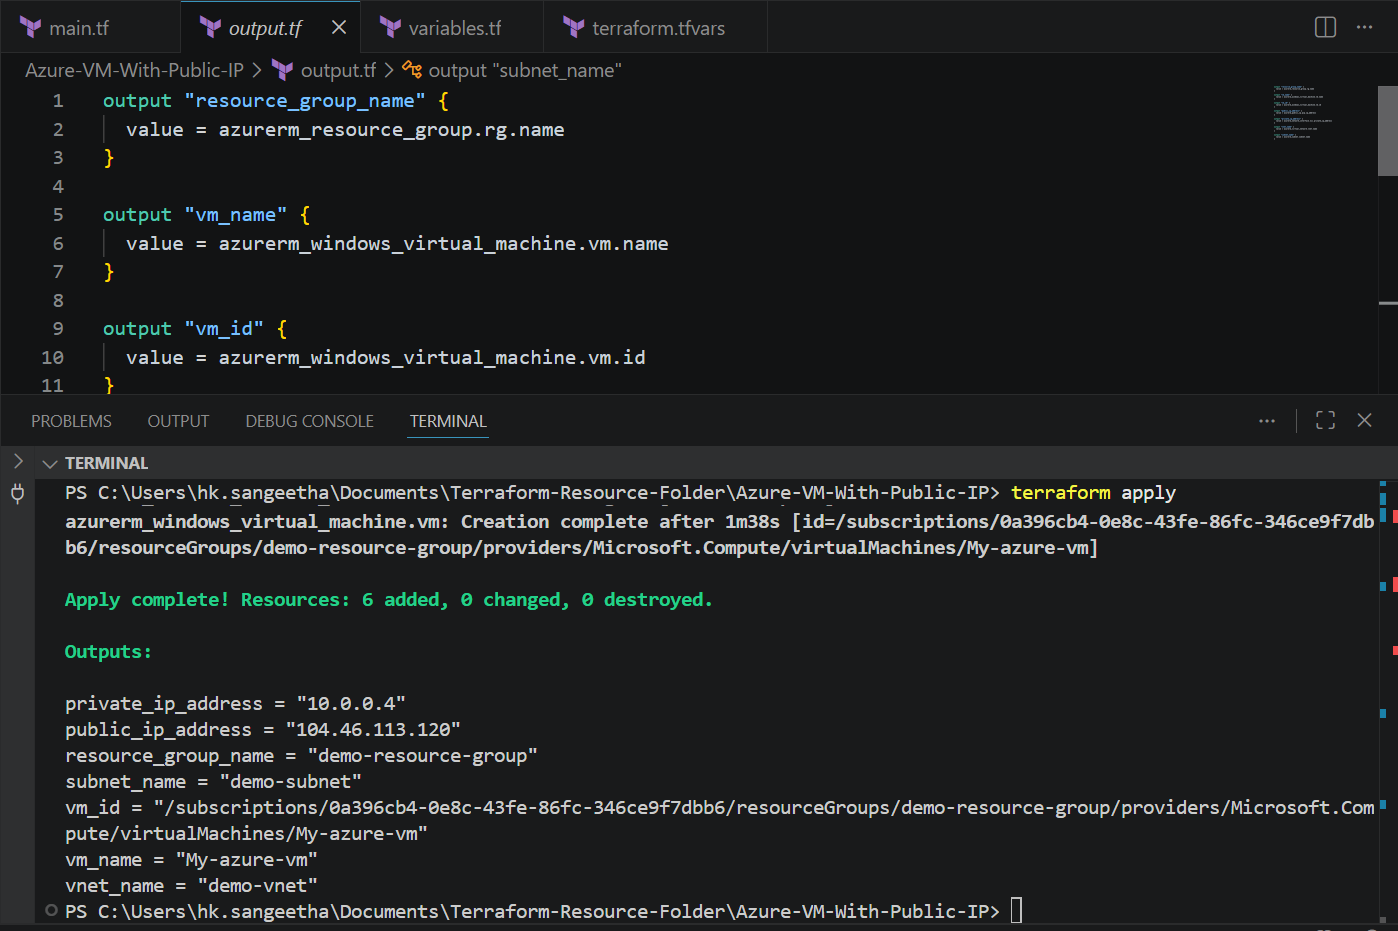 main.tf
output.tf
variables.tf
terraform.tfvars
Azure-VM-With-Public-IP > output.tf > output "subnet_name"
1 output "resource_group_name" {
2 value = azurerm_resource_group.rg.name
3 }
4
5 output "vm_name" {
6 value = azurerm_windows_virtual_machine.vm.name
7 }
8
9 output "vm_id" {
10 value = azurerm_windows_virtual_machine.vm.id
11 }
PROBLEMS OUTPUT DEBUG CONSOLE TERMINAL
TERMINAL
PS C:\Users\hk.sangeetha\Documents\Terraform-Resource-Folder\Azure-VM-With-Public-IP> terraform apply
azurerm_windows_virtual_machine.vm: Creation complete after 1m38s [id=/subscriptions/0a396cb4-0e8c-43fe-86fc-346ce9f7db
b6/resourceGroups/demo-resource-group/providers/Microsoft.Compute/virtualMachines/My-azure-vm]
Apply complete! Resources: 6 added, 0 changed, 0 destroyed.
Outputs:
private_ip_address = "10.0.0.4"
public_ip_address = "104.46.113.120"
resource_group_name = "demo-resource-group"
subnet_name = "demo-subnet"
vm_id = "/subscriptions/0a396cb4-0e8c-43fe-86fc-346ce9f7dbb6/resourceGroups/demo-resource-group/providers/Microsoft.Com
pute/virtualMachines/My-azure-vm"
vm_name = "My-azure-vm"
vnet_name = "demo-vnet"
PS C:\Users\hk.sangeetha\Documents\Terraform-Resource-Folder\Azure-VM-With-Public-IP>